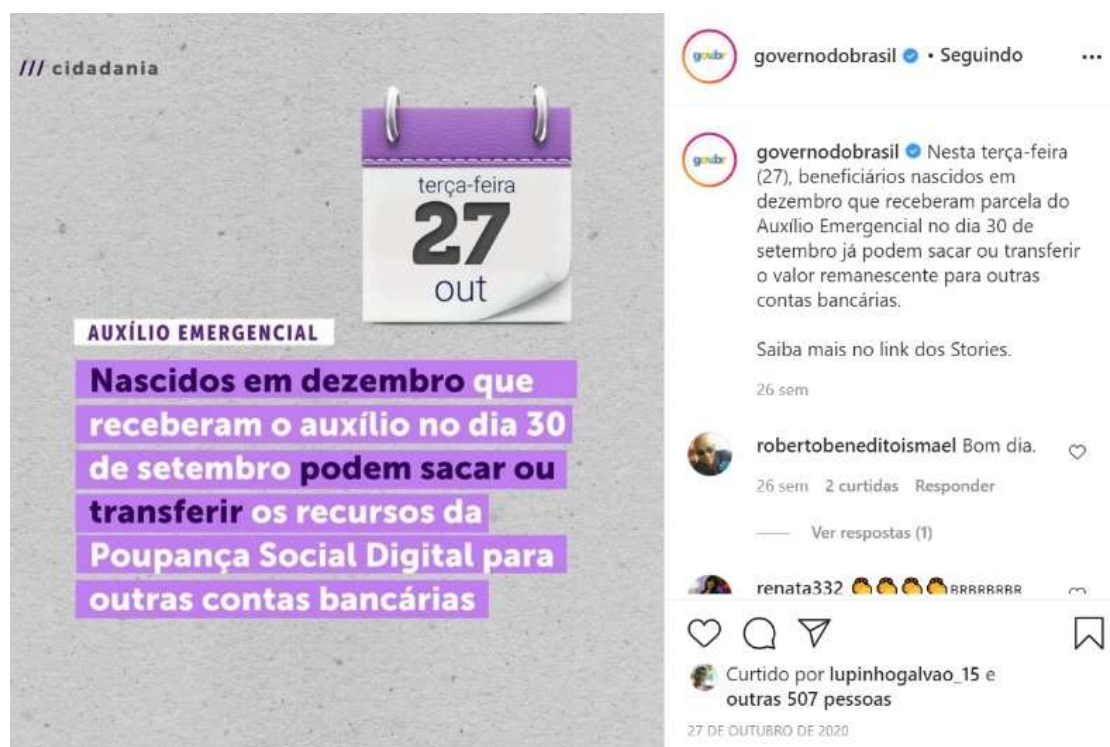 /// cidadania
terça-feira
27
out
AUXÍLIO EMERGENCIAL
Nascidos em dezembro que
receberam o auxílio no dia 30
de setembro podem sacar ou
transferir os recursos da
Poupança Social Digital para
outras contas bancárias
gov.br
governodobrasil • Seguindo
gov.br
governodobrasil Nesta terça-feira
(27), beneficiários nascidos em
dezembro que receberam parcela do
Auxílio Emergencial no dia 30 de
setembro já podem sacar ou transferir
o valor remanescente para outras
contas bancárias.
Saiba mais no link dos Stories.
26 sem
robertobeneditoismael Bom dia.
26 sem 2 curtidas Responder
Ver respostas (1)
renata332 BRBRBRBR
Curtido por lupinhogalvao_15 e
outras 507 pessoas
27 DE OUTUBRO DE 2020